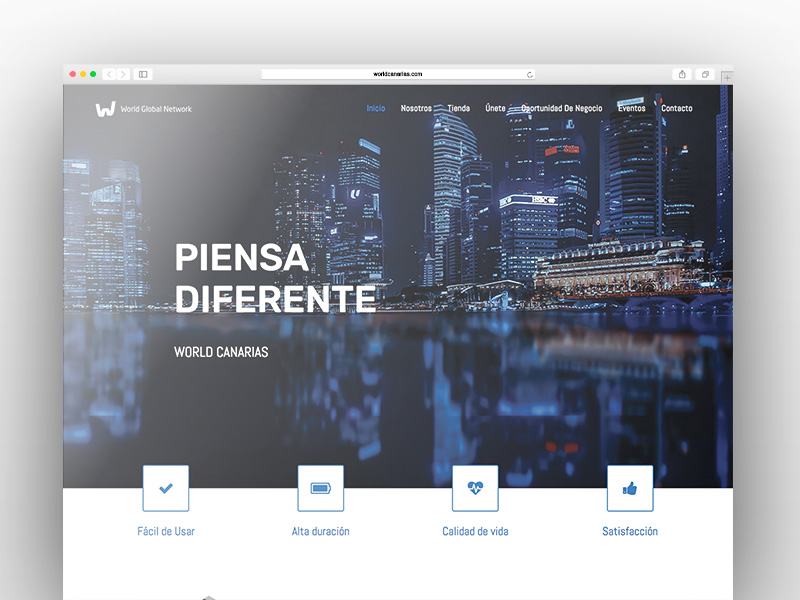 worldcanarias.com
World Global Network
Inicio Nosotros Tienda Únete Oportunidad De Negocio Eventos Contacto
HSBC
PIENSA
DIFERENTE
WORLD CANARIAS
Fácil de Usar Alta duración Calidad de vida Satisfacción